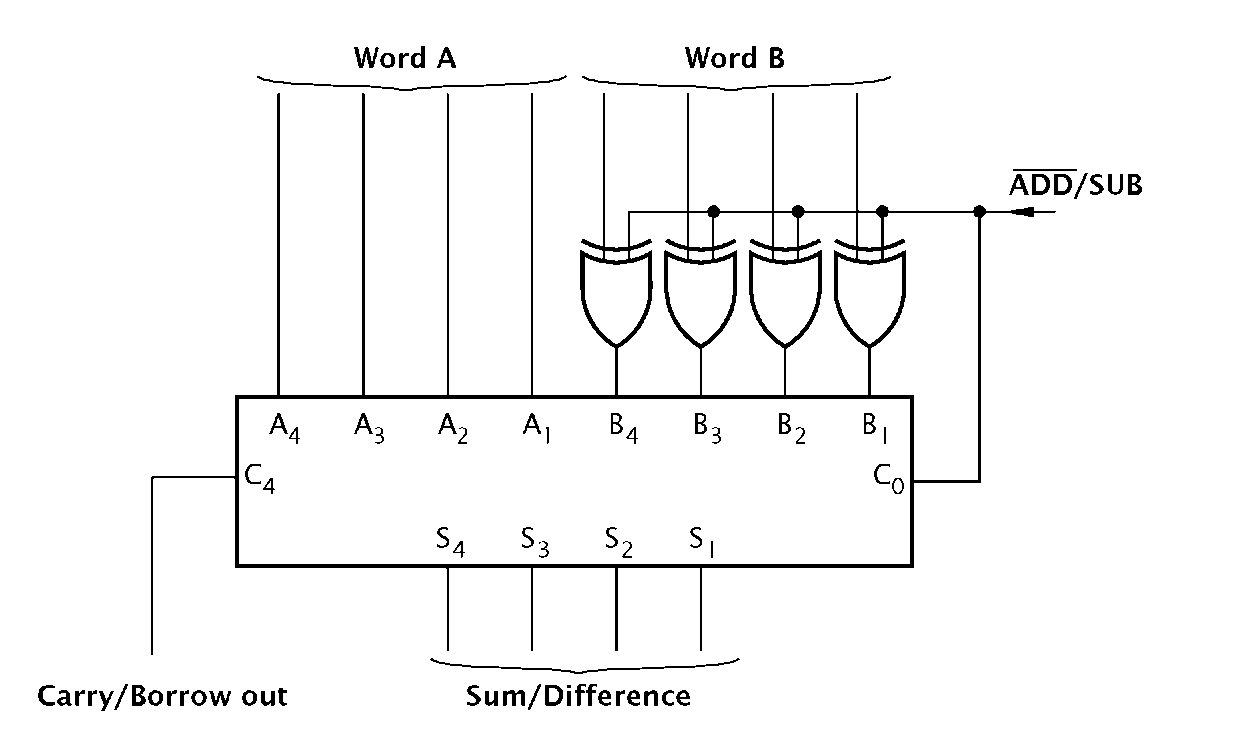 Word A Word B
ADD/SUB
A4 A3 A2 A1 B4 B3 B2 B1
C4 C0
S4 S3 S2 S1
Carry/Borrow out Sum/Difference